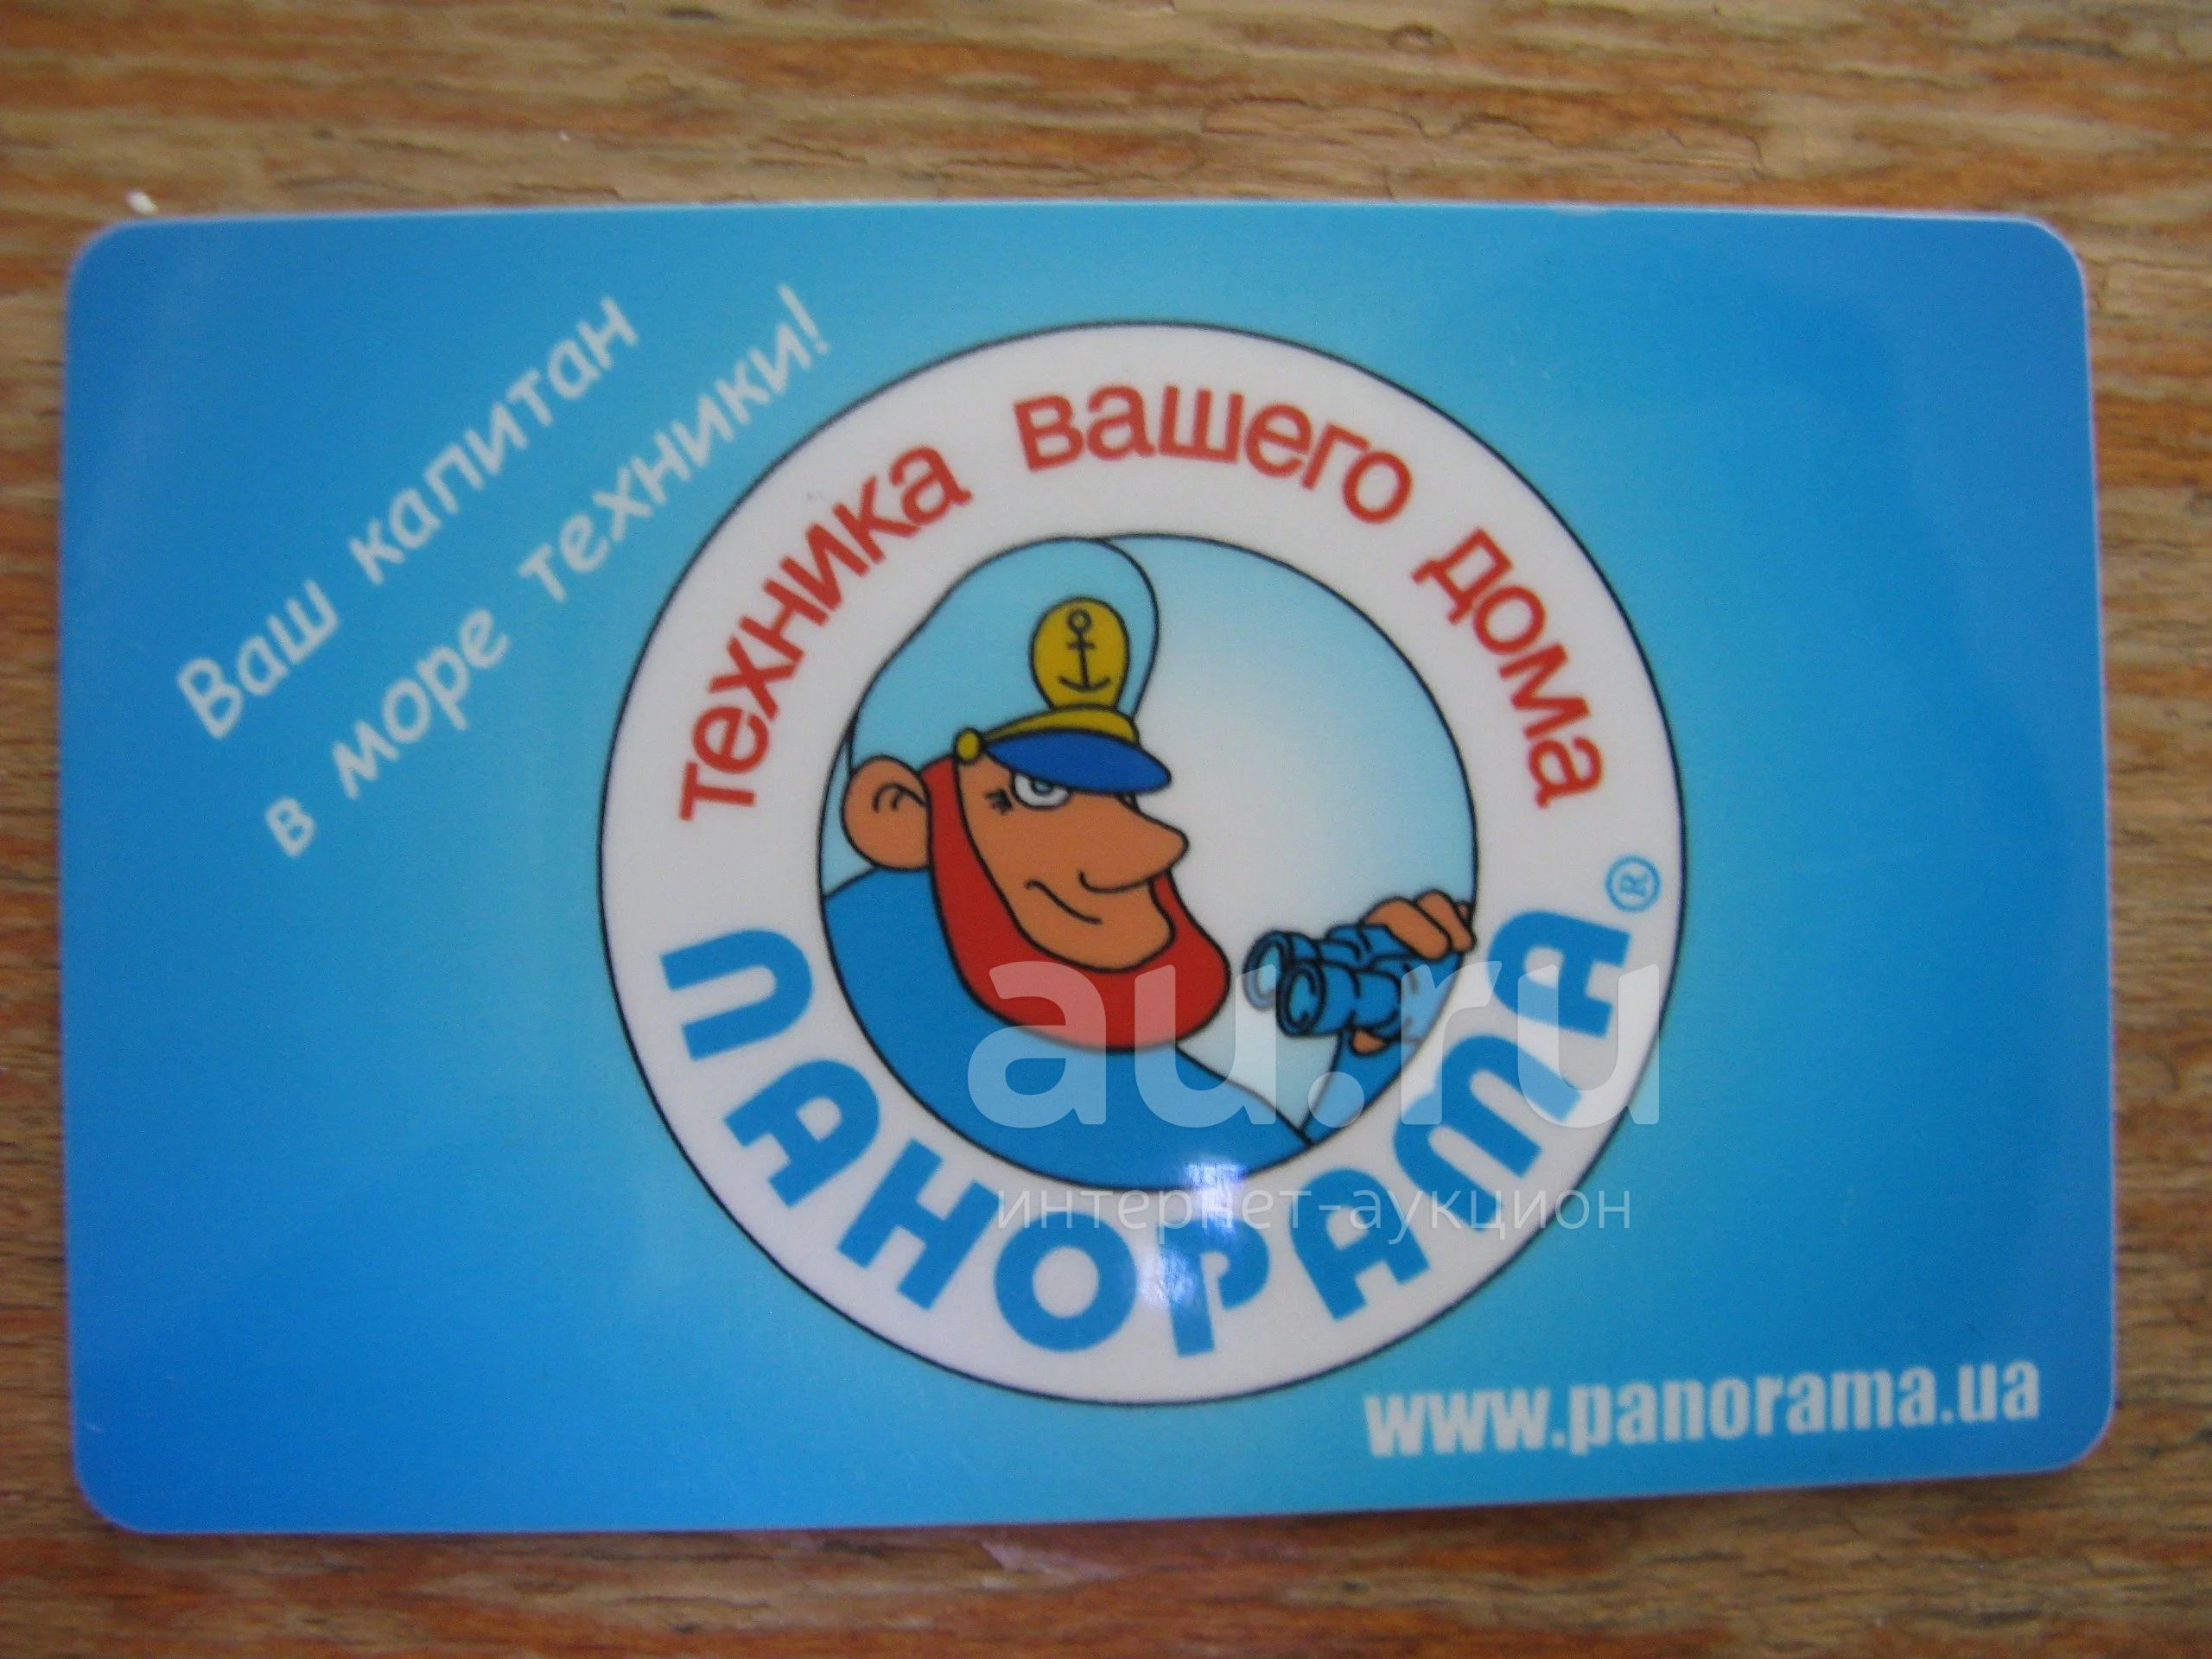 Ваш капитан
в море техники!
техника вашего дома
ПАНОРАМА®
au.ru
интернет-аукцион
www.panorama.ua